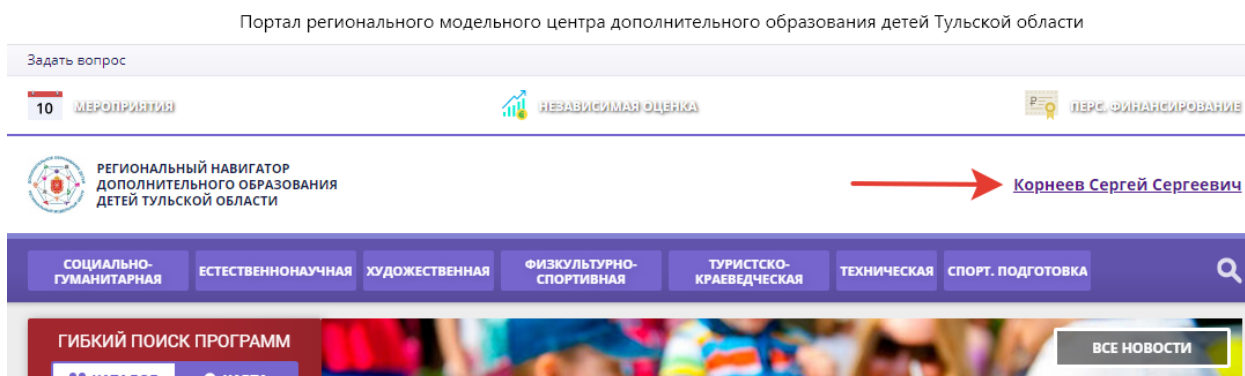 Портал регионального модельного центра дополнительного образования детей Тульской области
Задать вопрос
10 МЕРОПРИЯТИЯ
НЕЗАВИСИМАЯ ОЦЕНКА
ПЕРС. ФИНАНСИРОВАНИЕ
РЕГИОНАЛЬНЫЙ НАВИГАТОР
ДОПОЛНИТЕЛЬНОГО ОБРАЗОВАНИЯ
ДЕТЕЙ ТУЛЬСКОЙ ОБЛАСТИ
Корнеев Сергей Сергеевич
СОЦИАЛЬНО-
ГУМАНИТАРНАЯ
ЕСТЕСТВЕННОНАУЧНАЯ
ХУДОЖЕСТВЕННАЯ
ФИЗКУЛЬТУРНО-
СПОРТИВНАЯ
ТУРИСТСКО-
КРАЕВЕДЧЕСКАЯ
ТЕХНИЧЕСКАЯ
СПОРТ. ПОДГОТОВКА
ГИБКИЙ ПОИСК ПРОГРАММ
ВСЕ НОВОСТИ